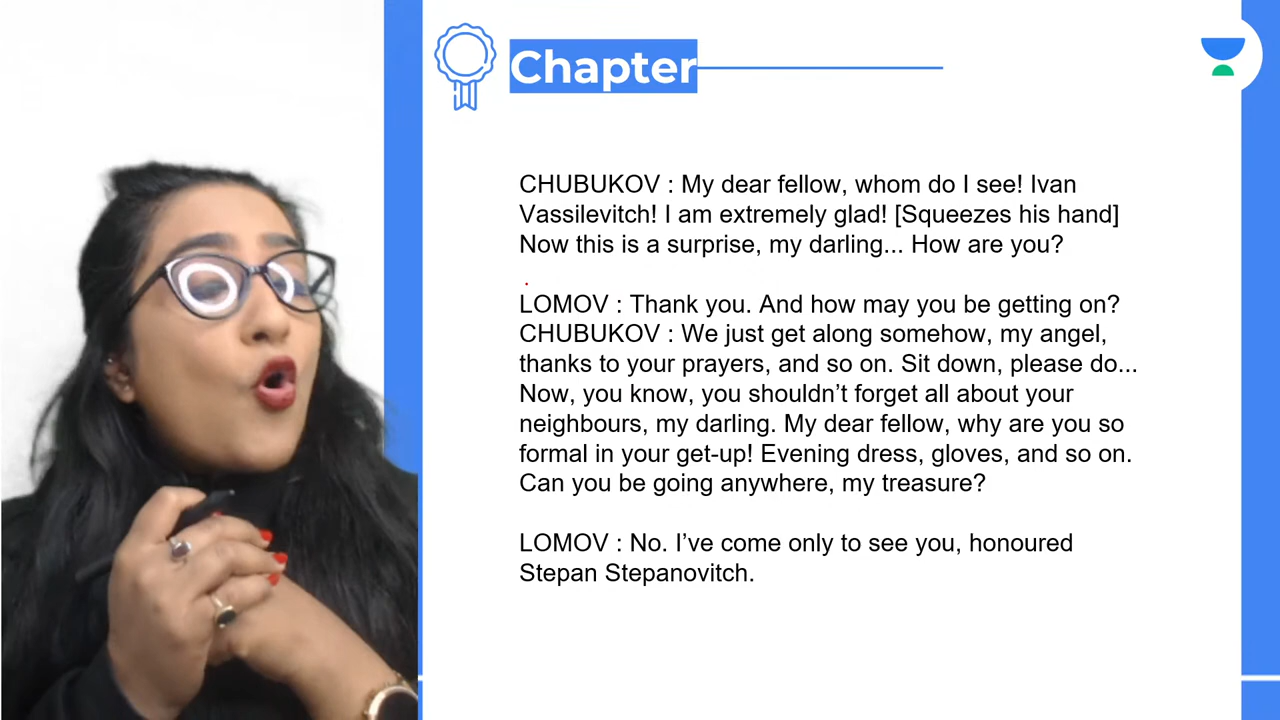 Chapter
CHUBUKOV : My dear fellow, whom do I see! Ivan
Vassilevitch! I am extremely glad! [Squeezes his hand]
Now this is a surprise, my darling... How are you?
LOMOV : Thank you. And how may you be getting on?
CHUBUKOV : We just get along somehow, my angel,
thanks to your prayers, and so on. Sit down, please do...
Now, you know, you shouldn’t forget all about your
neighbours, my darling. My dear fellow, why are you so
formal in your get-up! Evening dress, gloves, and so on.
Can you be going anywhere, my treasure?
LOMOV : No. I’ve come only to see you, honoured
Stepan Stepanovitch.